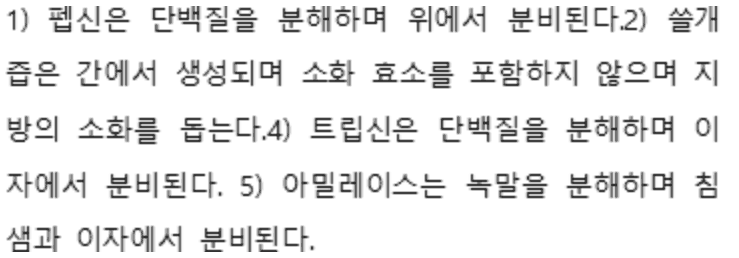 1) 펩신은 단백질을 분해하며 위에서 분비된다.2) 쓸개
즙은 간에서 생성되며 소화 효소를 포함하지 않으며 지
방의 소화를 돕는다.4) 트립신은 단백질을 분해하며 이
자에서 분비된다. 5) 아밀레이스는 녹말을 분해하며 침
샘과 이자에서 분비된다.